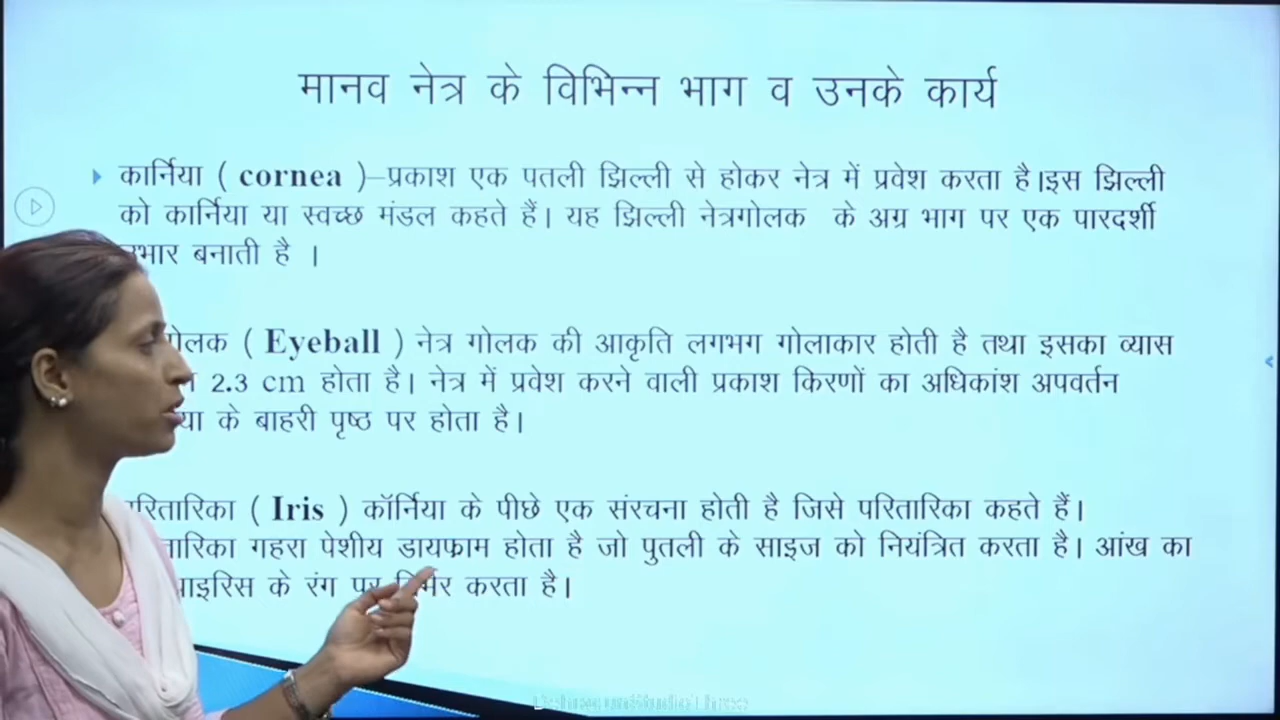 मानव नेत्र के विभिन्न भाग व उनके कार्य
कार्निया ( cornea )–प्रकाश एक पतली झिल्ली से होकर नेत्र में प्रवेश करता है।इस झिल्ली
को कार्निया या स्वच्छ मंडल कहते हैं। यह झिल्ली नेत्रगोलक के अग्र भाग पर एक पारदर्शी
बनाती है ।
( Eyeball ) नेत्र गोलक की आकृति लगभग गोलाकार होती है तथा इसका व्यास
2.3 cm होता है। नेत्र में प्रवेश करने वाली प्रकाश किरणों का अधिकांश अपवर्तन
के बाहरी पृष्ठ पर होता है।
( Iris ) कॉर्निया के पीछे एक संरचना होती है जिसे परितारिका कहते हैं।
गहरा पेशीय डायफ्राम होता है जो पुतली के साइज को नियंत्रित करता है। आंख का
के रंग पर करता है।